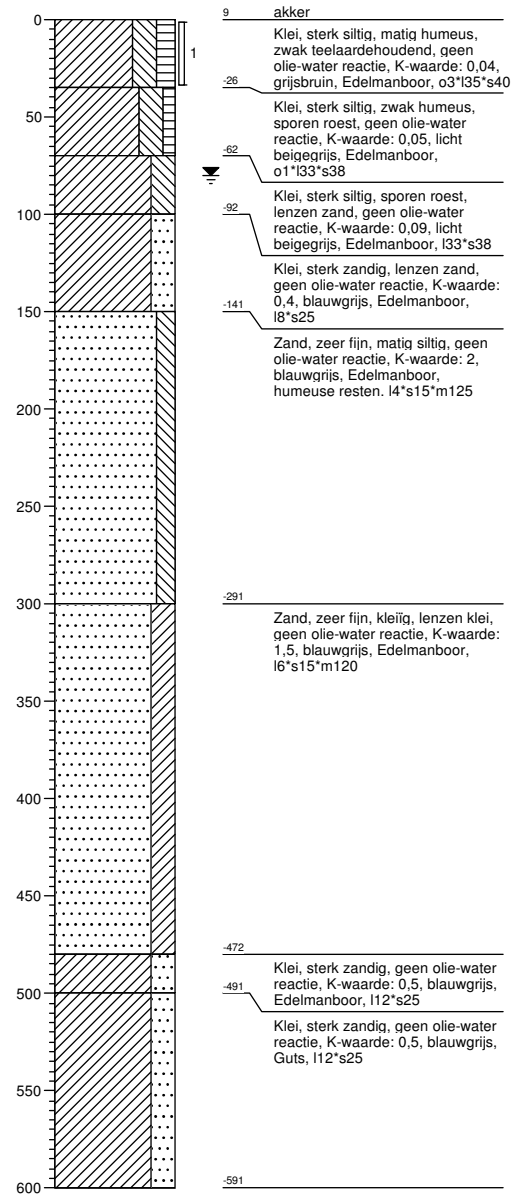 0
50
100
150
200
250
300
350
400
450
500
550
600
1
9 akker
Klei, sterk siltig, matig humeus,
zwak teelaardehoudend, geen
olie-water reactie, K-waarde: 0,04,
grijsbruin, Edelmanboor, o3*l35*s40
-26
Klei, sterk siltig, zwak humeus,
sporen roest, geen olie-water
reactie, K-waarde: 0,05, licht
beigegrijs, Edelmanboor,
o1*l33*s38
-62
Klei, sterk siltig, sporen roest,
lenzen zand, geen olie-water
reactie, K-waarde: 0,09, licht
beigegrijs, Edelmanboor, l33*s38
-92
Klei, sterk zandig, lenzen zand,
geen olie-water reactie, K-waarde:
0,4, blauwgrijs, Edelmanboor,
l8*s25
-141
Zand, zeer fijn, matig siltig, geen
olie-water reactie, K-waarde: 2,
blauwgrijs, Edelmanboor,
humeuse resten. l4*s15*m125
-291
Zand, zeer fijn, kleiïg, lenzen klei,
geen olie-water reactie, K-waarde:
1,5, blauwgrijs, Edelmanboor,
l6*s15*m120
-472
Klei, sterk zandig, geen olie-water
reactie, K-waarde: 0,5, blauwgrijs,
Edelmanboor, l12*s25
-491
Klei, sterk zandig, geen olie-water
reactie, K-waarde: 0,5, blauwgrijs,
Guts, l12*s25
-591